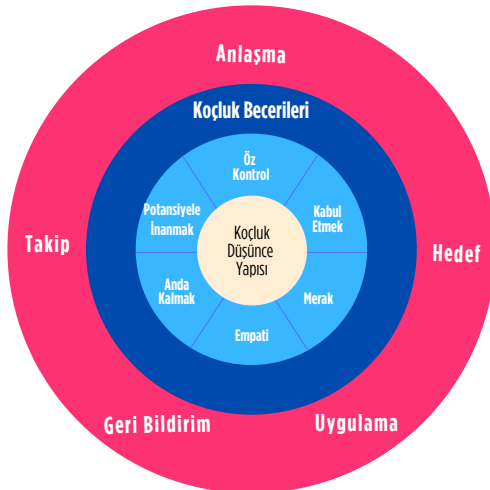 Anlaşma
Koçluk Becerileri
Öz
Kontrol
Potansiyele
İnanmak
Kabul
Etmek
Koçluk
Düşünce
Yapısı
Takip
Hedef
Anda
Kalmak
Merak
Empati
Geri Bildirim
Uygulama